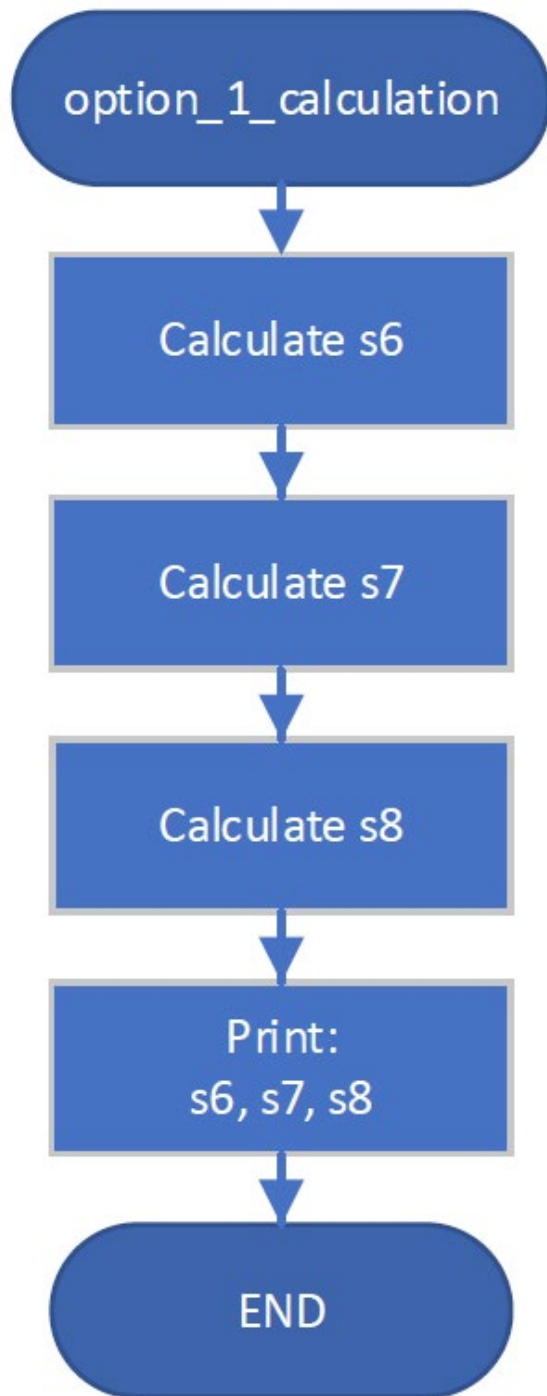 option_1_calculation
Calculate s6
Calculate s7
Calculate s8
Print:
s6, s7, s8
END